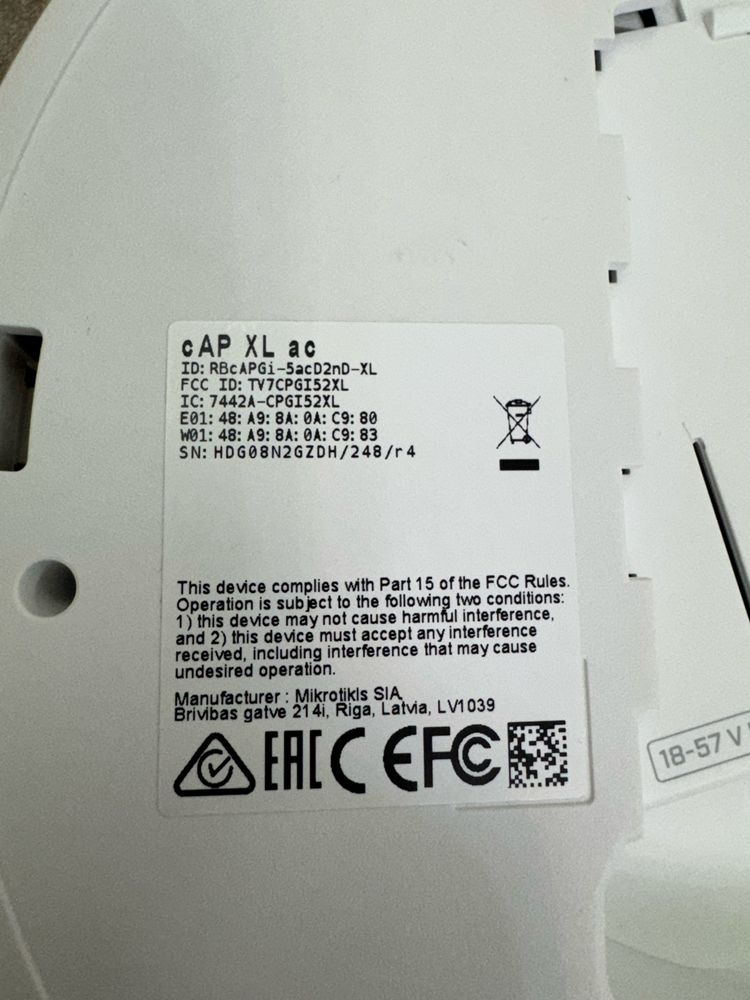 cAP XL ac
ID: RBcAPGi-5acD2nD-XL
FCC ID: TV7CPGI52XL
IC: 7442A-CPGI52XL
E01: 48: A9: 8A: 0A: C9: 80
W01: 48: A9: 8A: 0A: C9: 83
SN: HDG08N2GZDH/248/r4
This device complies with Part 15 of the FCC Rules.
Operation is subject to the following two conditions:
1) this device may not cause harmful interference,
and 2) this device must accept any interference
received, including interference that may cause
undesired operation.
Manufacturer : Mikrotikls SIA
Brivibas gatve 214i, Riga, Latvia, LV1039
EAC CE FC
18-57 V